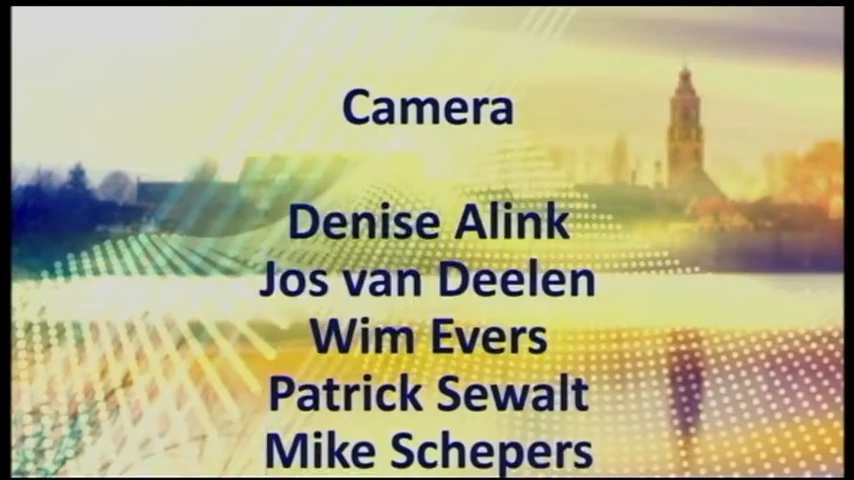 Camera
Denise Alink
Jos van Deelen
Wim Evers
Patrick Sewalt
Mike Schepers